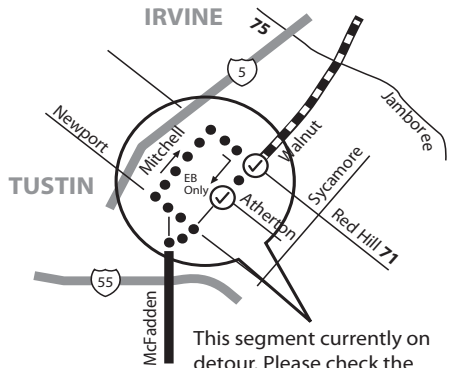 IRVINE
75
5
Jamboree
Newport
Mitchell
Walnut
TUSTIN
EB
Only
Sycamore
Atherton
Red Hill 71
55
McFadden
This segment currently on
detour. Please check the